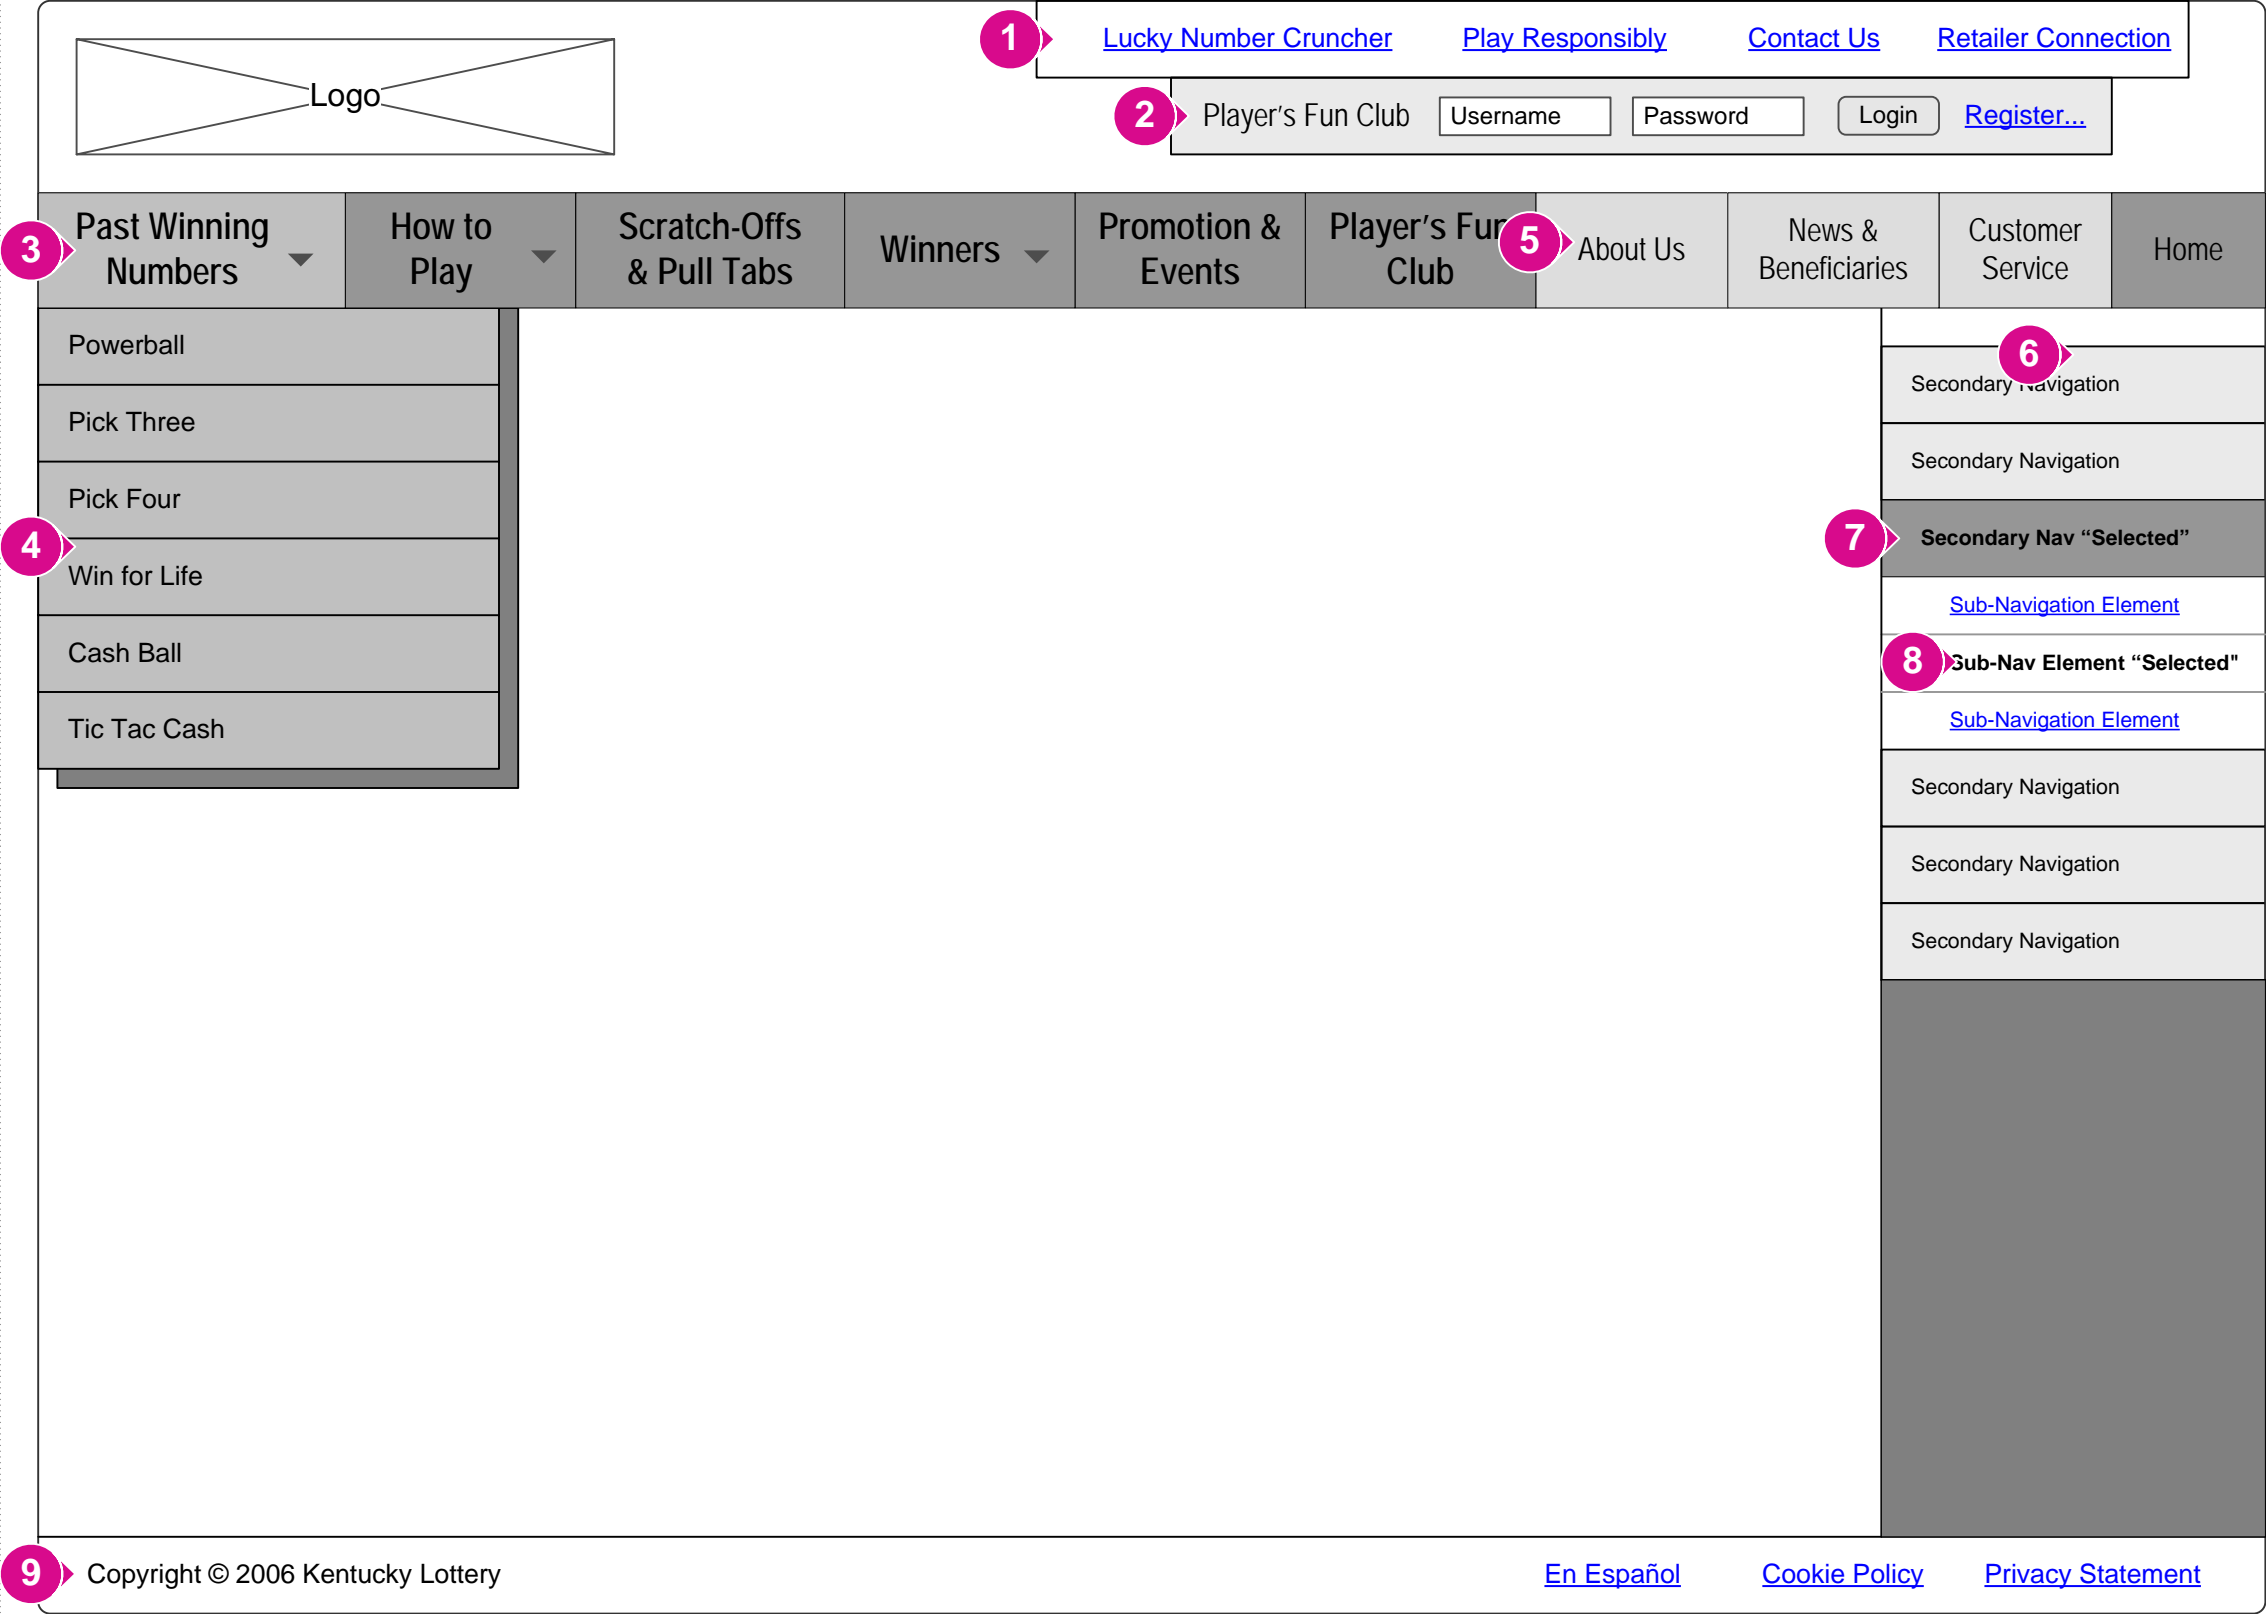 1
Lucky Number Cruncher Play Responsibly Contact Us Retailer Connection
Logo
2
Player's Fun Club Username Password Login Register...
3
Past Winning
Numbers
How to
Play
Scratch-Offs
& Pull Tabs
Winners
Promotion &
Events
Player's Fun
Club
5
About Us
News &
Beneficiaries
Customer
Service
Home
Powerball
Pick Three
Pick Four
4
Win for Life
Cash Ball
Tic Tac Cash
6
Secondary Navigation
Secondary Navigation
7
Secondary Nav “Selected”
Sub-Navigation Element
8
Sub-Nav Element “Selected"
Sub-Navigation Element
Secondary Navigation
Secondary Navigation
Secondary Navigation
9
Copyright © 2006 Kentucky Lottery En Español Cookie Policy Privacy Statement